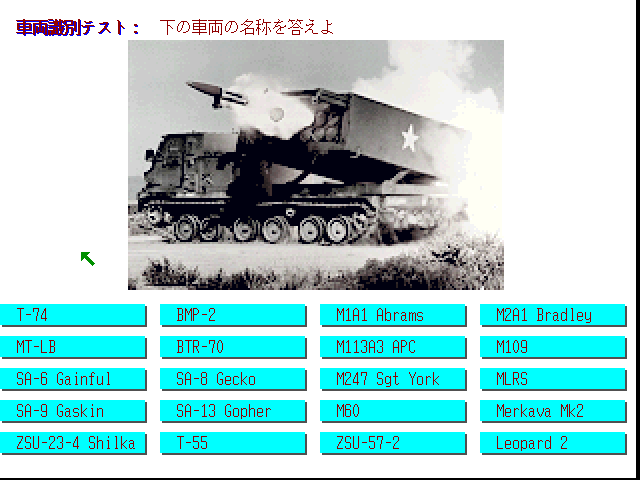 車両識別テスト： 下の車両の名称を答えよ
T-74 BMP-2 M1A1 Abrams M2A1 Bradley
MT-LB BTR-70 M113A3 APC M109
SA-6 Gainful SA-8 Gecko M247 Sgt York MLRS
SA-9 Gaskin SA-13 Gopher M60 Merkava Mk2
ZSU-23-4 Shilka T-55 ZSU-57-2 Leopard 2